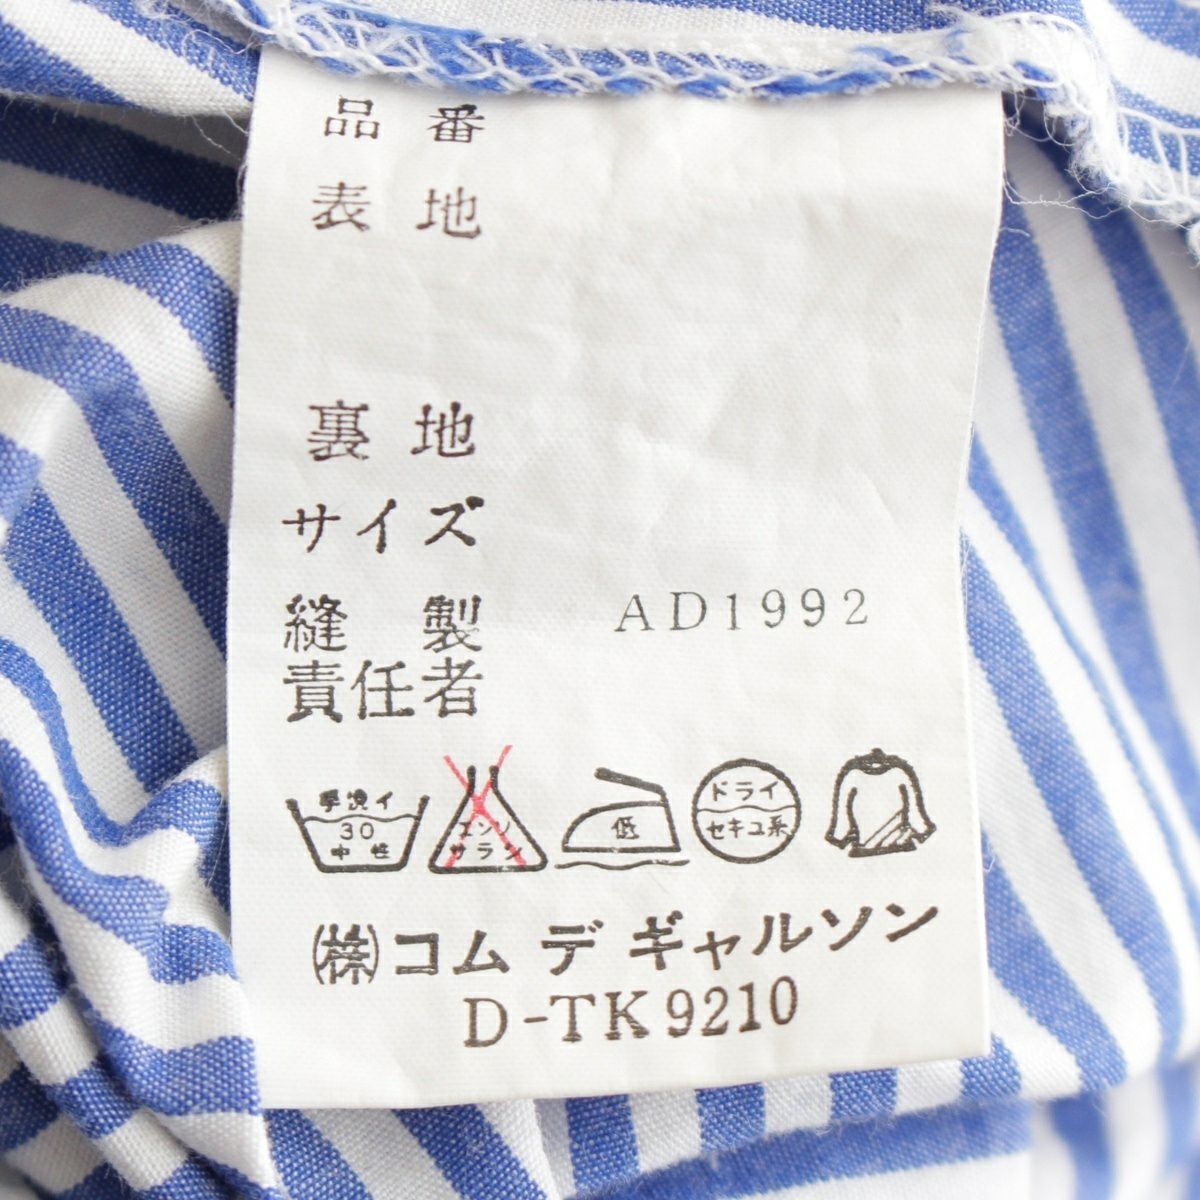 品番
表地
裏地
サイズ
縫製 AD1992
責任者
手洗イ
30
中性
エンソ
サラシ
低
ドライ
セキユ系
㈱コム デ ギャルソン
D-TK9210